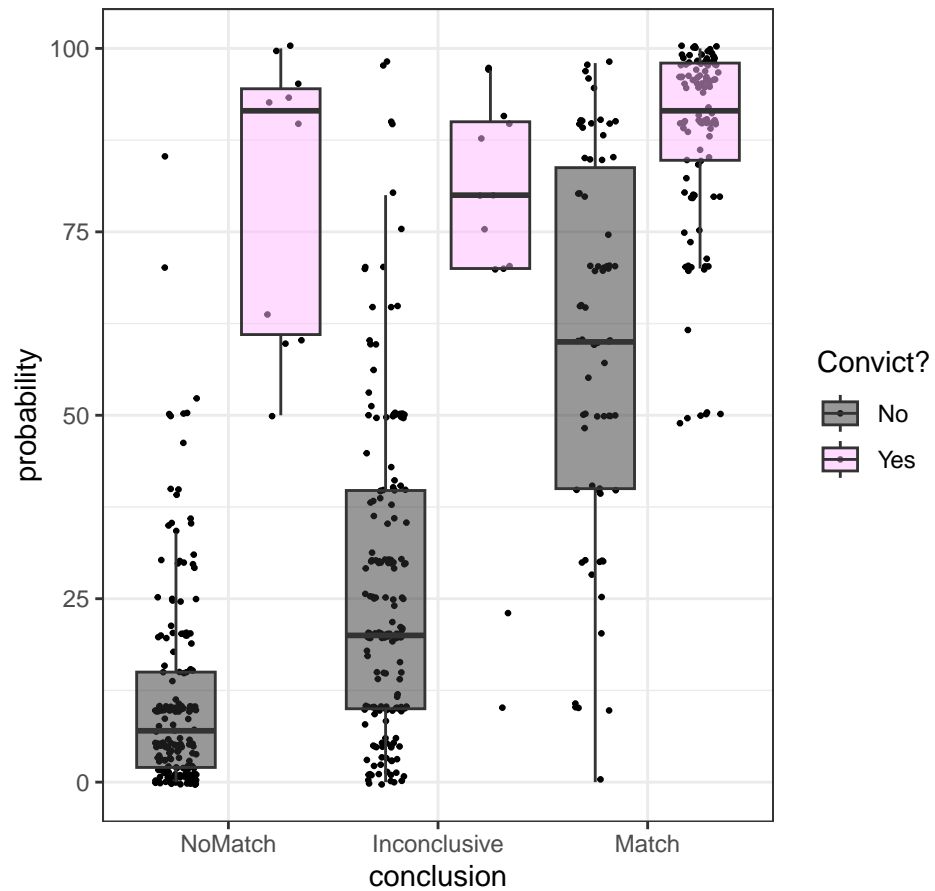 100
75
50
25
0
probability
NoMatch
Inconclusive
Match
conclusion
Convict?
No
Yes